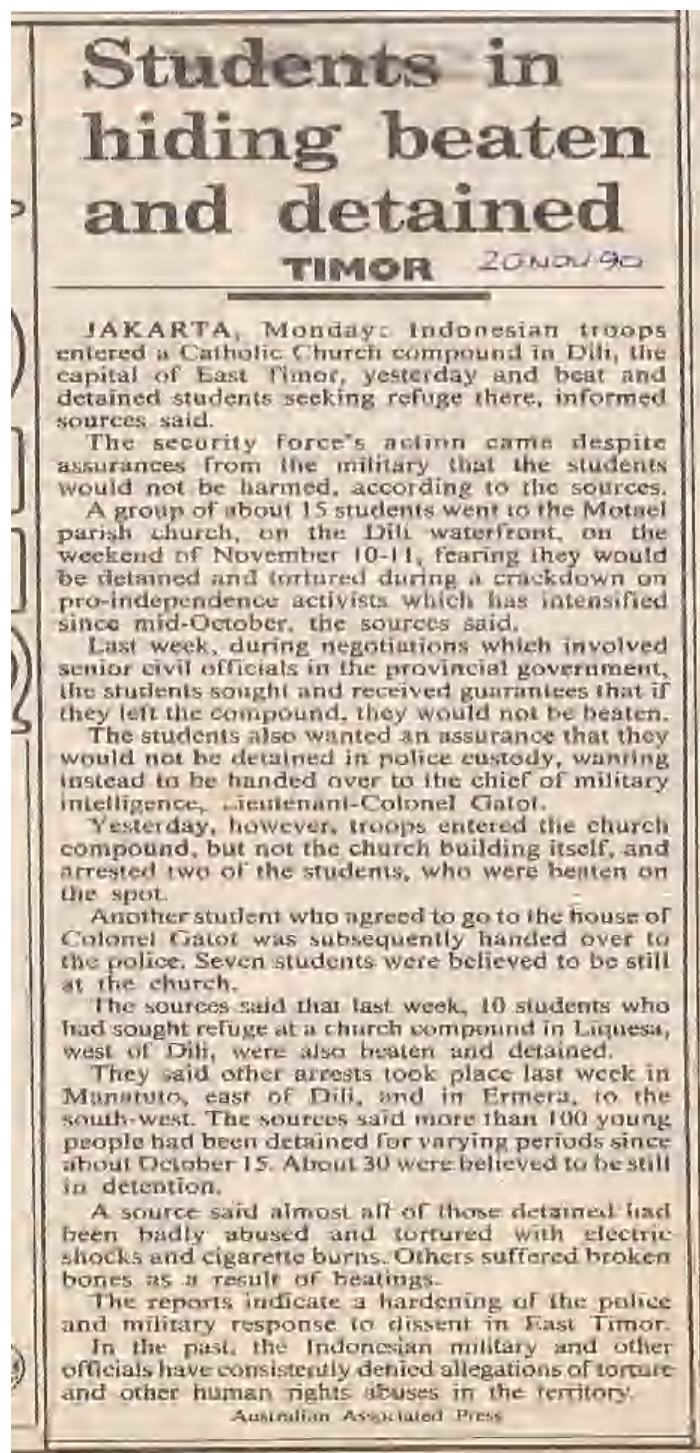 Students in
hiding beaten
and detained
TIMOR 20 NOV 90
JAKARTA, Monday: Indonesian troops
entered a Catholic Church compound in Dili, the
capital of East Timor, yesterday and beat and
detained students seeking refuge there, informed
sources said.
The security force's action came despite
assurances from the military that the students
would not be harmed, according to the sources.
A group of about 15 students went to the Motael
parish church, on the Dili waterfront, on the
weekend of November 10-11, fearing they would
be detained and tortured during a crackdown on
pro-independence activists which has intensified
since mid-October, the sources said.
Last week, during negotiations which involved
senior civil officials in the provincial government,
the students sought and received guarantees that if
they left the compound, they would not be beaten.
The students also wanted an assurance that they
would not be detained in police custody, wanting
instead to be handed over to the chief of military
intelligence, Lieutenant-Colonel Gatot.
Yesterday, however, troops entered the church
compound, but not the church building itself, and
arrested two of the students, who were beaten on
the spot.
Another student who agreed to go to the house of
Colonel Gatot was subsequently handed over to
the police. Seven students were believed to be still
at the church.
The sources said that last week, 10 students who
had sought refuge at a church compound in Liquesa,
west of Dili, were also beaten and detained.
They said other arrests took place last week in
Manatuto, east of Dili, and in Ermera, to the
south-west. The sources said more than 100 young
people had been detained for varying periods since
about October 15. About 30 were believed to be still
in detention.
A source said almost all of those detained had
been badly abused and tortured with electric
shocks and cigarette burns. Others suffered broken
bones as a result of beatings.
The reports indicate a hardening of the police
and military response to dissent in East Timor.
In the past, the Indonesian military and other
officials have consistently denied allegations of torture
and other human rights abuses in the territory.
Australian Associated Press